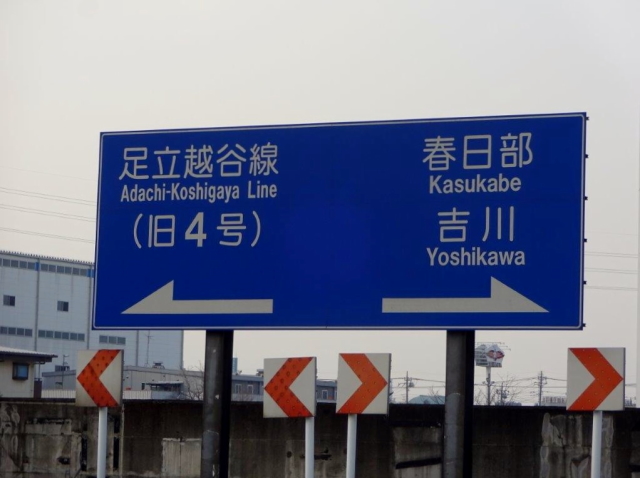 足立越谷線
Adachi-Koshigaya Line
(旧4号)
春日部
Kasukabe
吉川
Yoshikawa